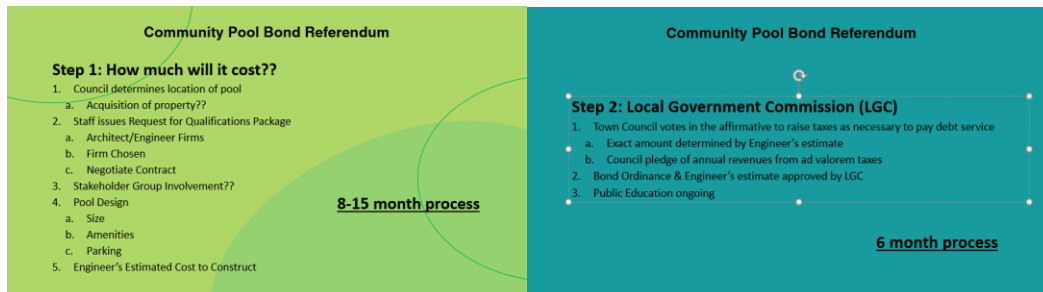 Community Pool Bond Referendum
Step 1: How much will it cost??
1. Council determines location of pool
a. Acquisition of property??
2. Staff issues Request for Qualifications Package
a. Architect/Engineer Firms
b. Firm Chosen
c. Negotiate Contract
3. Stakeholder Group Involvement??
4. Pool Design
a. Size
b. Amenities
c. Parking
5. Engineer's Estimated Cost to Construct
8-15 month process
Community Pool Bond Referendum
Step 2: Local Government Commission (LGC)
1. Town Council votes in the affirmative to raise taxes as necessary to pay debt service
a. Exact amount determined by Engineer's estimate
b. Council pledge of annual revenues from ad valorem taxes
2. Bond Ordinance & Engineer's estimate approved by LGC
3. Public Education ongoing
6 month process